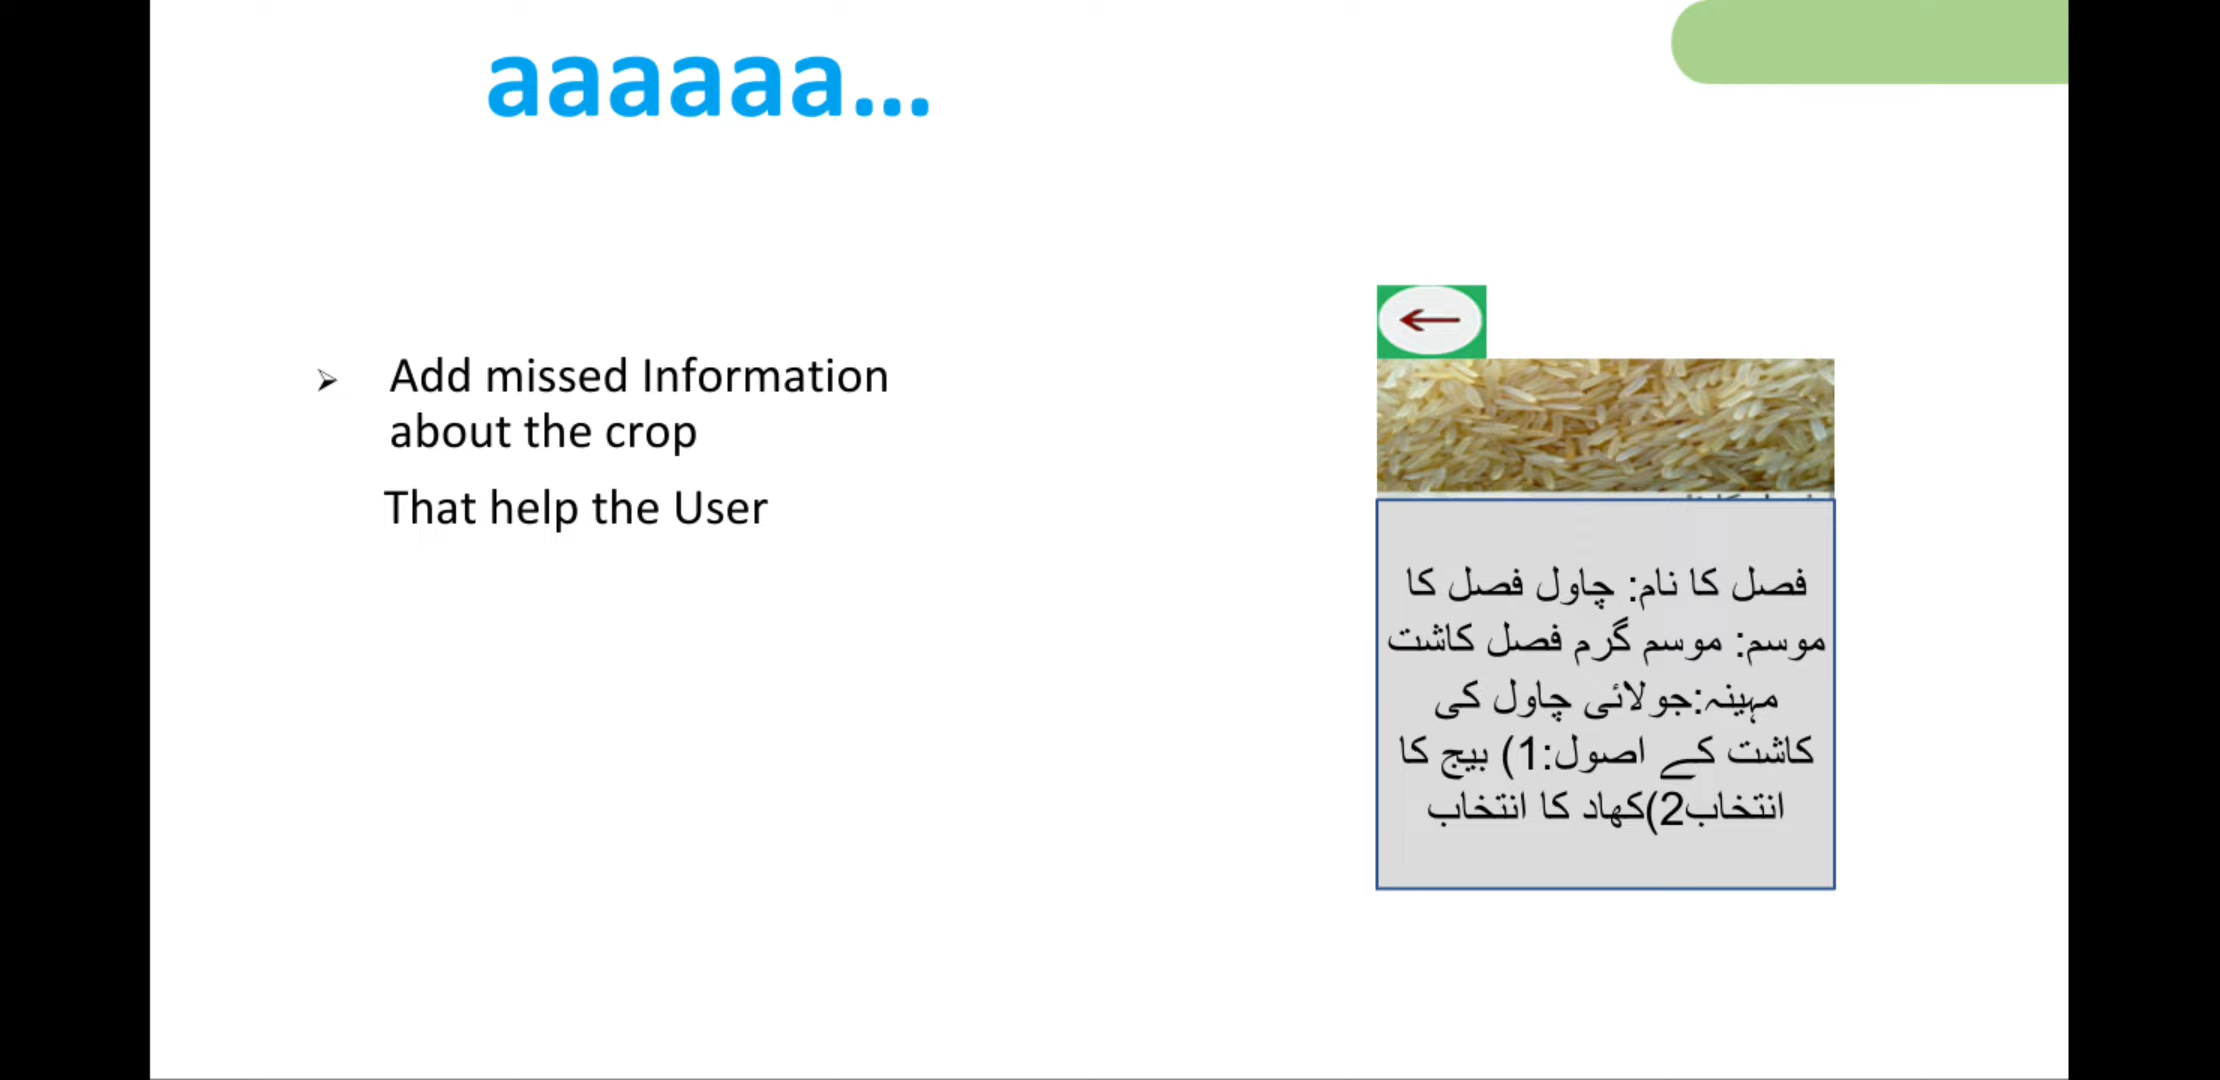 aaaaaa...
➢ Add missed Information
about the crop
That help the User
فصل کا نام: چاول فصل کا
موسم: موسم گرم فصل کاشت
مہینہ:جولائی چاول کی
کاشت کے اصول:1) بیج کا
انتخاب2)کھاد کا انتخاب